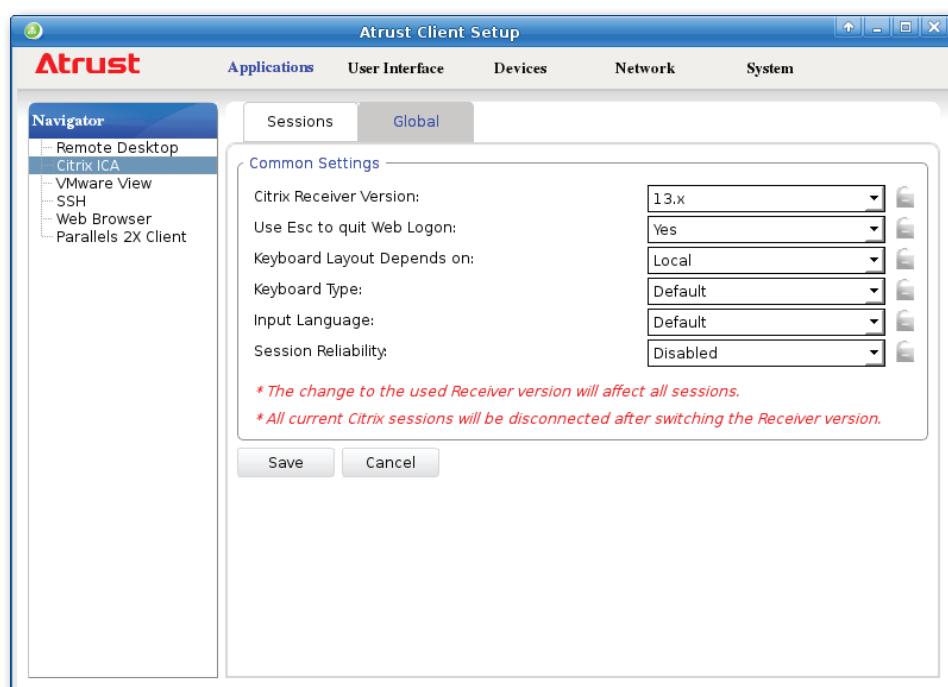 Atrust Client Setup
Atrust
Applications User Interface Devices Network System
Navigator
Remote Desktop
Citrix ICA
VMware View
SSH
Web Browser
Parallels 2X Client
Sessions Global
Common Settings
Citrix Receiver Version: 13.x
Use Esc to quit Web Logon: Yes
Keyboard Layout Depends on: Local
Keyboard Type: Default
Input Language: Default
Session Reliability: Disabled
* The change to the used Receiver version will affect all sessions.
* All current Citrix sessions will be disconnected after switching the Receiver version.
Save Cancel